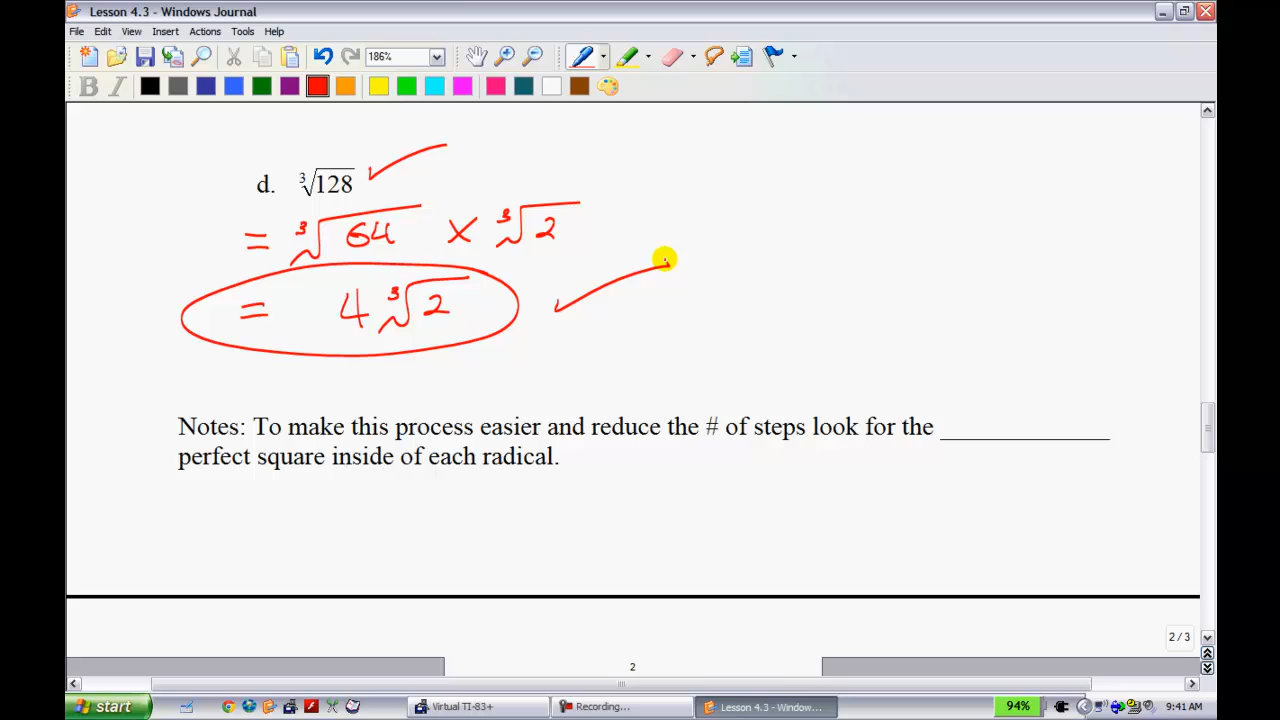 Lesson 4.3 - Windows Journal
File Edit View Insert Actions Tools Help
186%
B I
d. ∛128
= ∛64 × ∛2
= 4∛2
Notes: To make this process easier and reduce the # of steps look for the _____________
perfect square inside of each radical.
2/3
2
start Virtual TI-83+ Recording... Lesson 4.3 - Window... 94% 9:41 AM